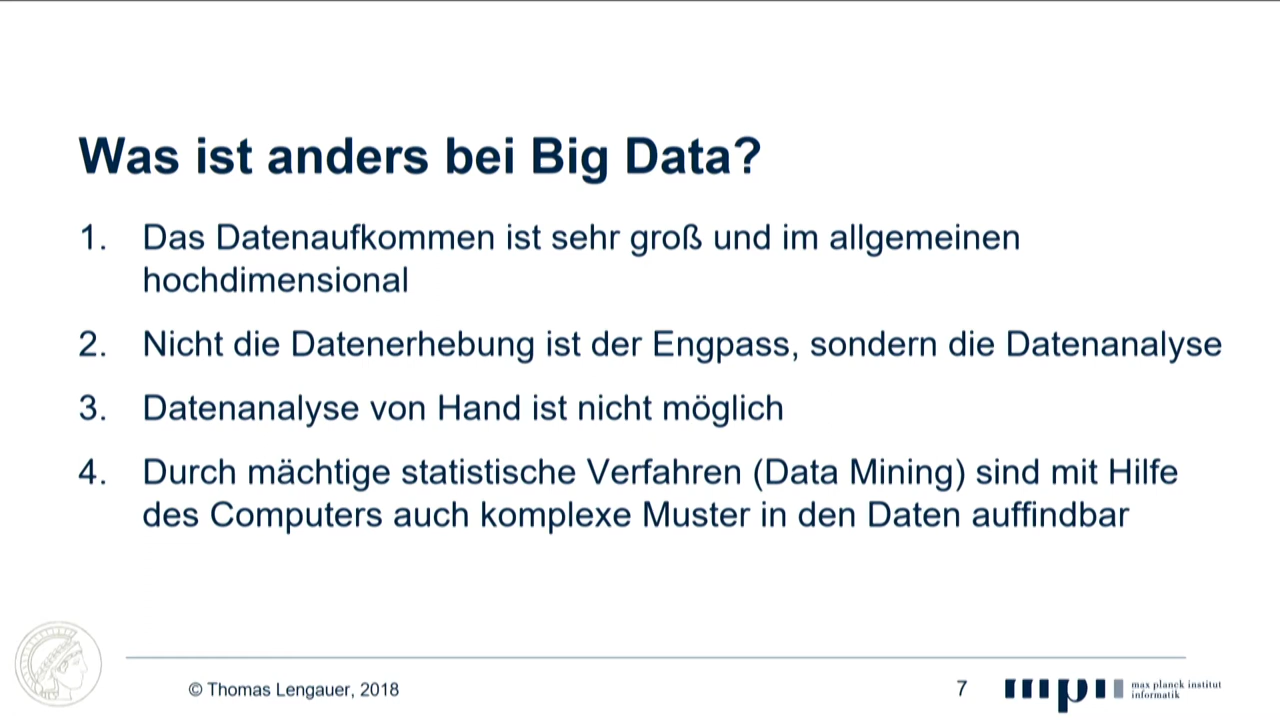 Was ist anders bei Big Data?
1. Das Datenaufkommen ist sehr groß und im allgemeinen
hochdimensional
2. Nicht die Datenerhebung ist der Engpass, sondern die Datenanalyse
3. Datenanalyse von Hand ist nicht möglich
4. Durch mächtige statistische Verfahren (Data Mining) sind mit Hilfe
des Computers auch komplexe Muster in den Daten auffindbar
© Thomas Lengauer, 2018
7
mpi
max planck institut
informatik